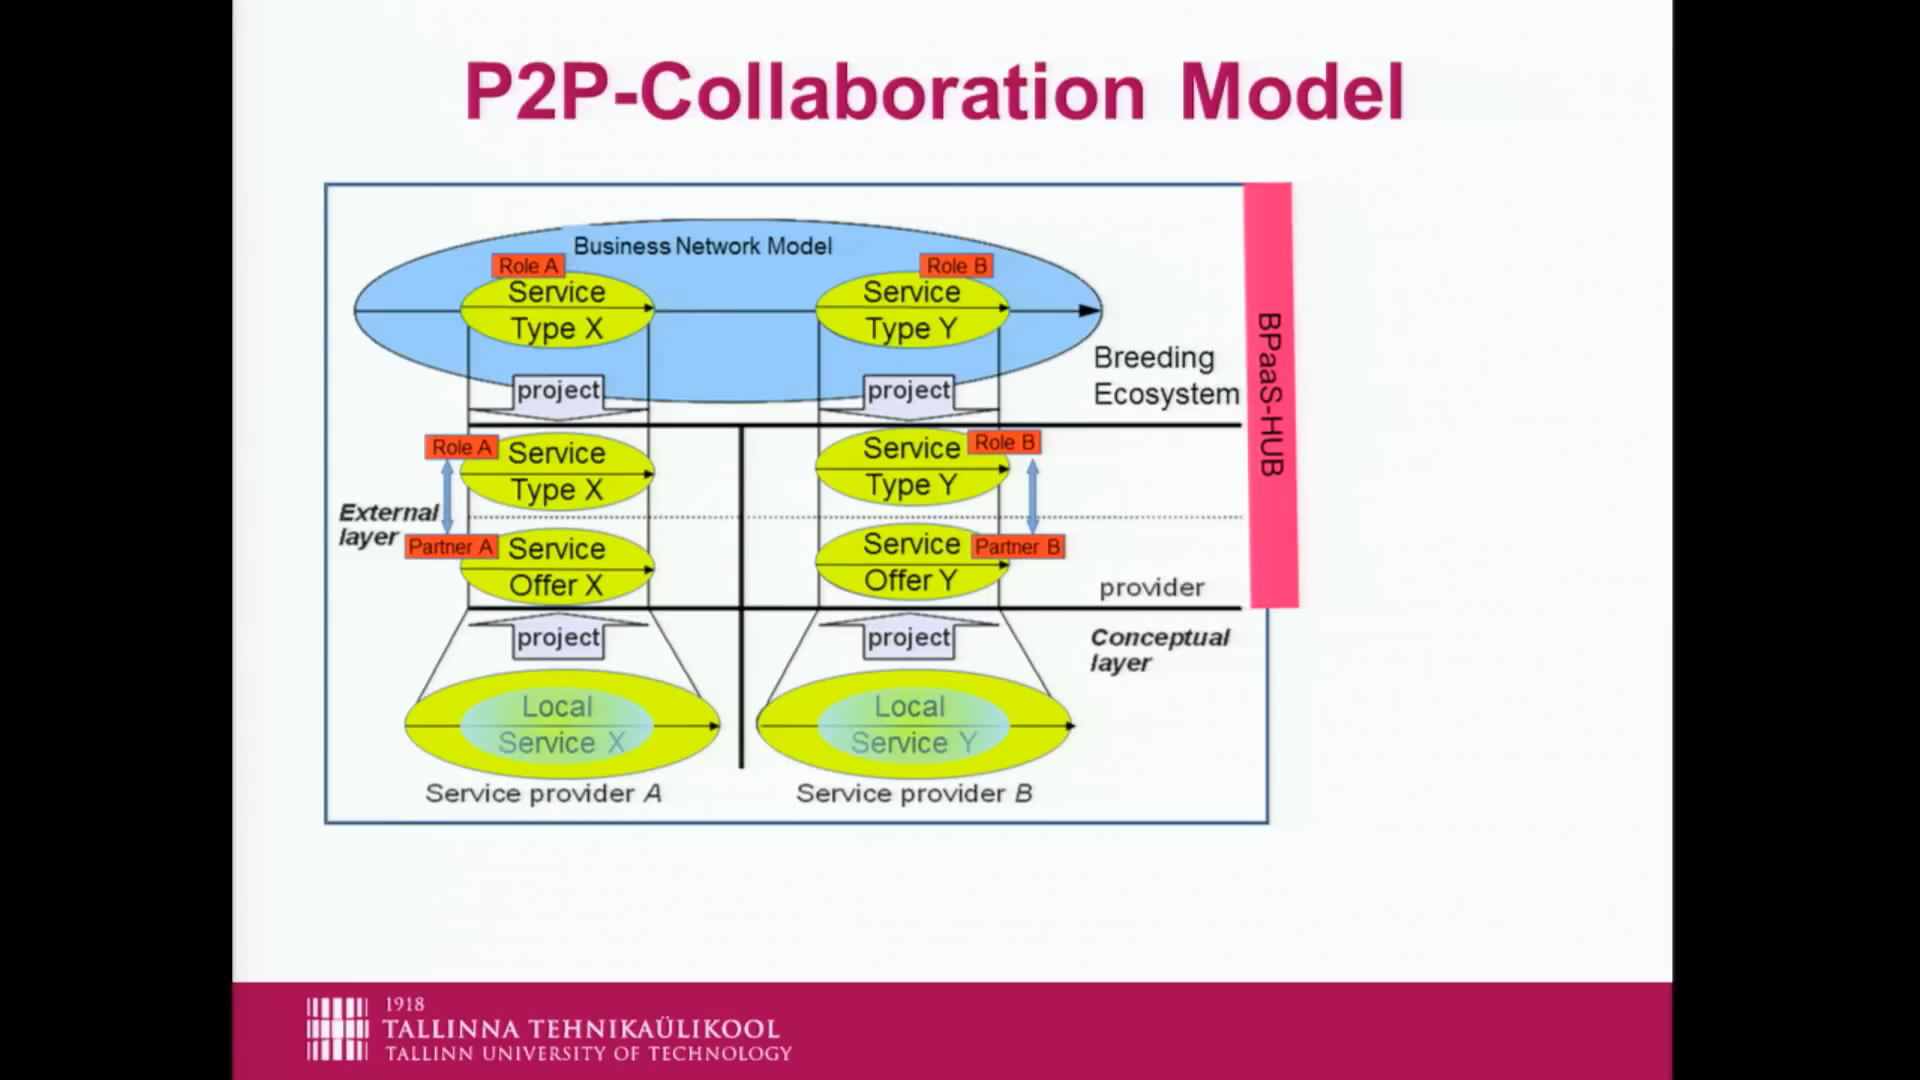 P2P-Collaboration Model
Business Network Model
Role A
Role B
Service
Type X
Service
Type Y
Breeding
Ecosystem
BPaaS-HUB
project
project
Role A
Service
Type X
Service
Type Y
Role B
External
layer
Partner A
Service
Offer X
Service
Offer Y
Partner B
provider
project
project
Conceptual
layer
Local
Service X
Local
Service Y
Service provider A
Service provider B
1918
TALLINNA TEHNIKAÜLIKOOL
TALLINN UNIVERSITY OF TECHNOLOGY